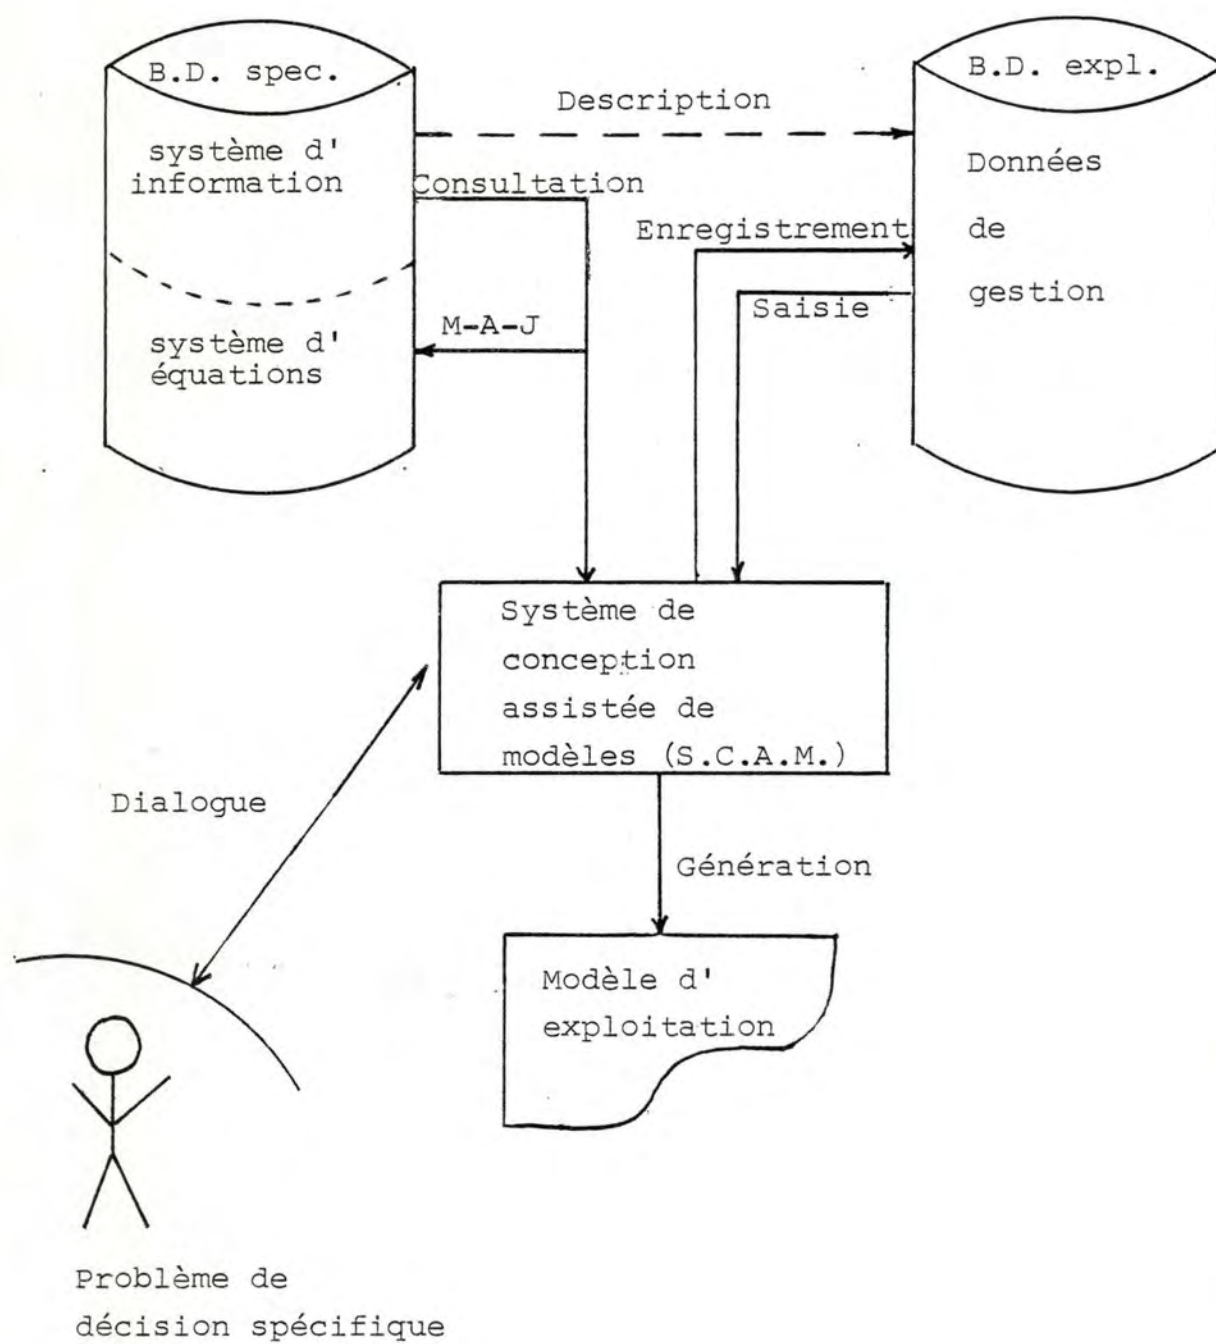 B.D. spec.
B.D. expl.
Description
système d'
information
Consultation
Données
de
gestion
Enregistrement
Saisie
M-A-J
système d'
équations
Système de
conception
assistée de
modèles (S.C.A.M.)
Dialogue
Génération
Modèle d'
exploitation
Problème de
décision spécifique